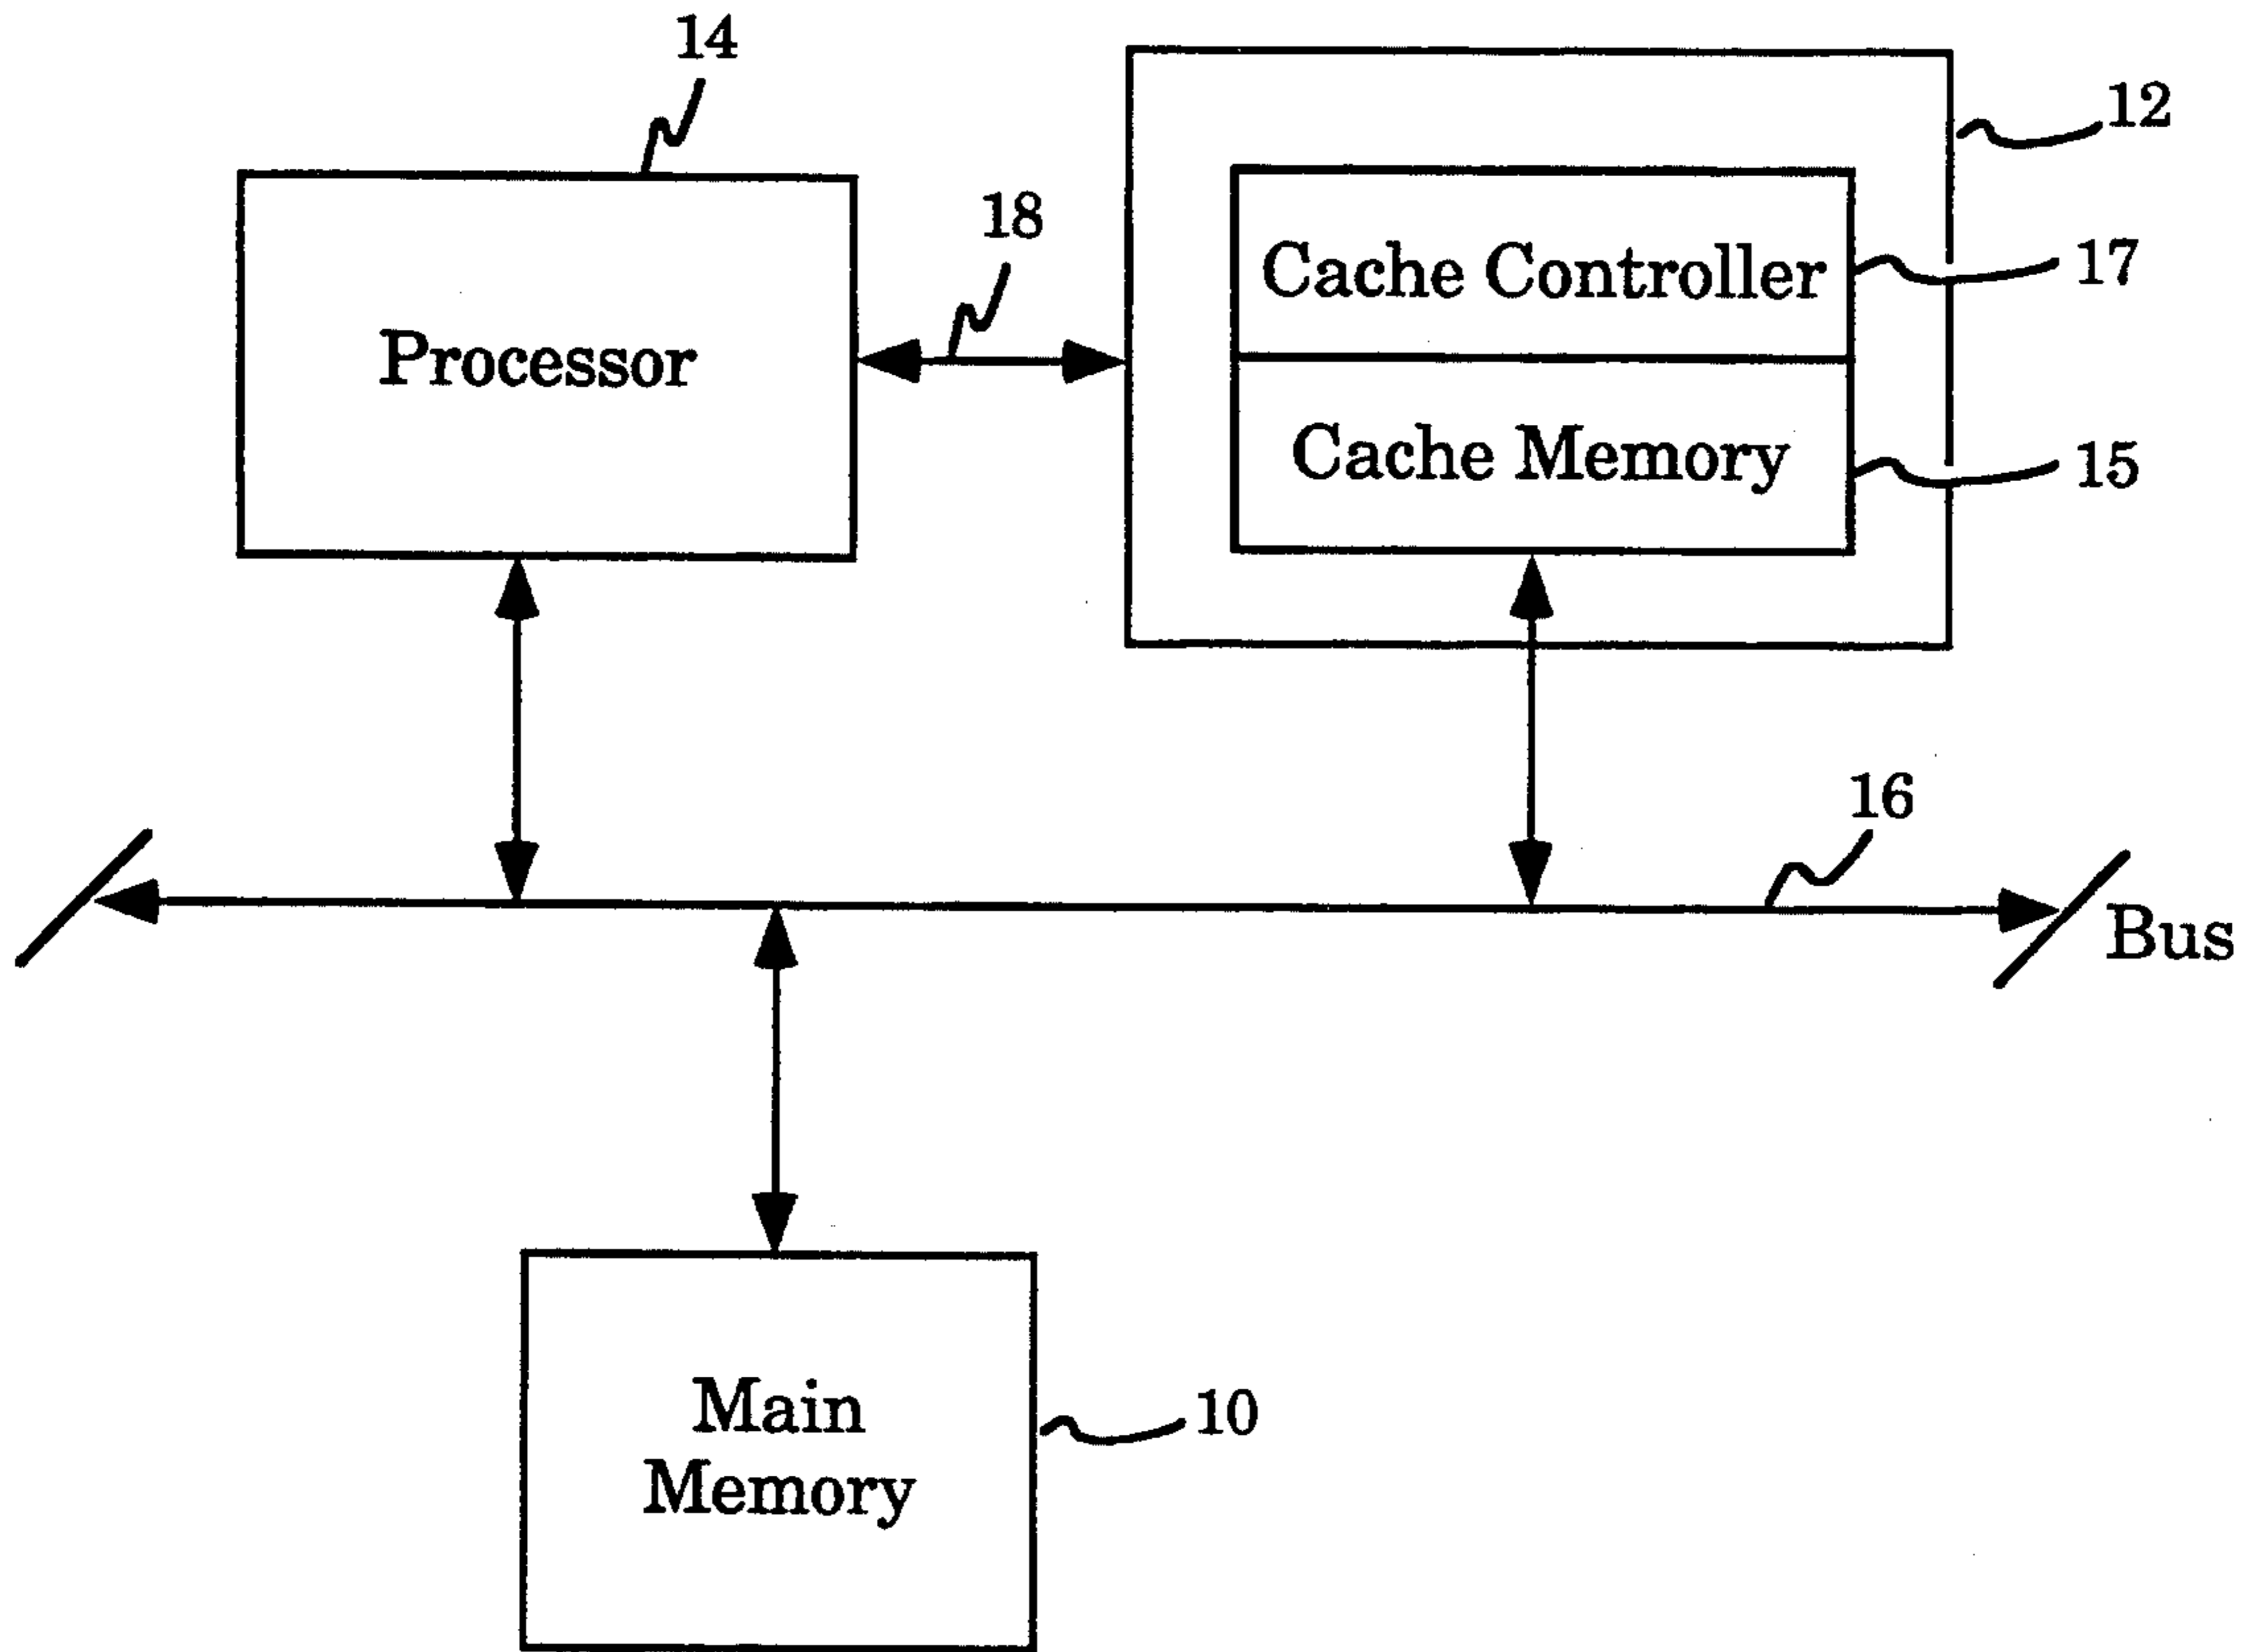 14
12
18
Cache Controller
17
Processor
Cache Memory
15
16
Bus
Main
Memory
10